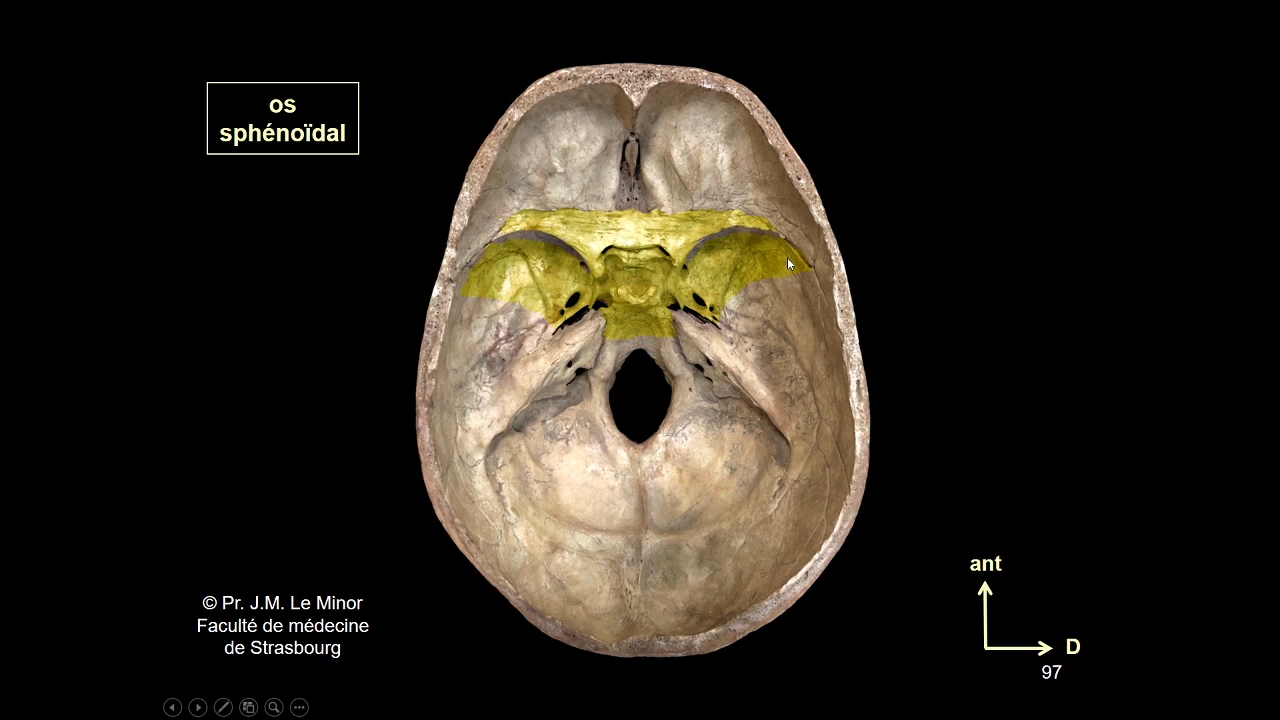 os
sphénoïdal
© Pr. J.M. Le Minor
Faculté de médecine
de Strasbourg
ant
D
97